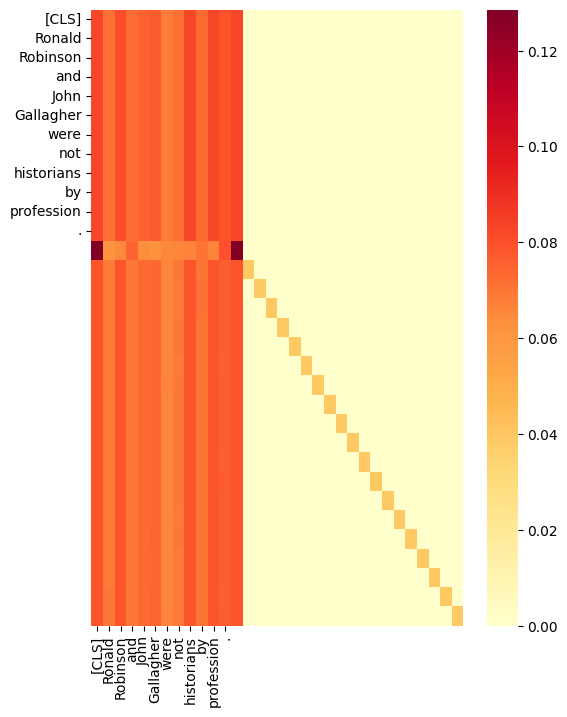 [CLS]
Ronald
Robinson
and
John
Gallagher
were
not
historians
by
profession
.
0.12
0.10
0.08
0.06
0.04
0.02
0.00
[CLS]
Ronald
Robinson
and
John
Gallagher
were
not
historians
by
profession
.